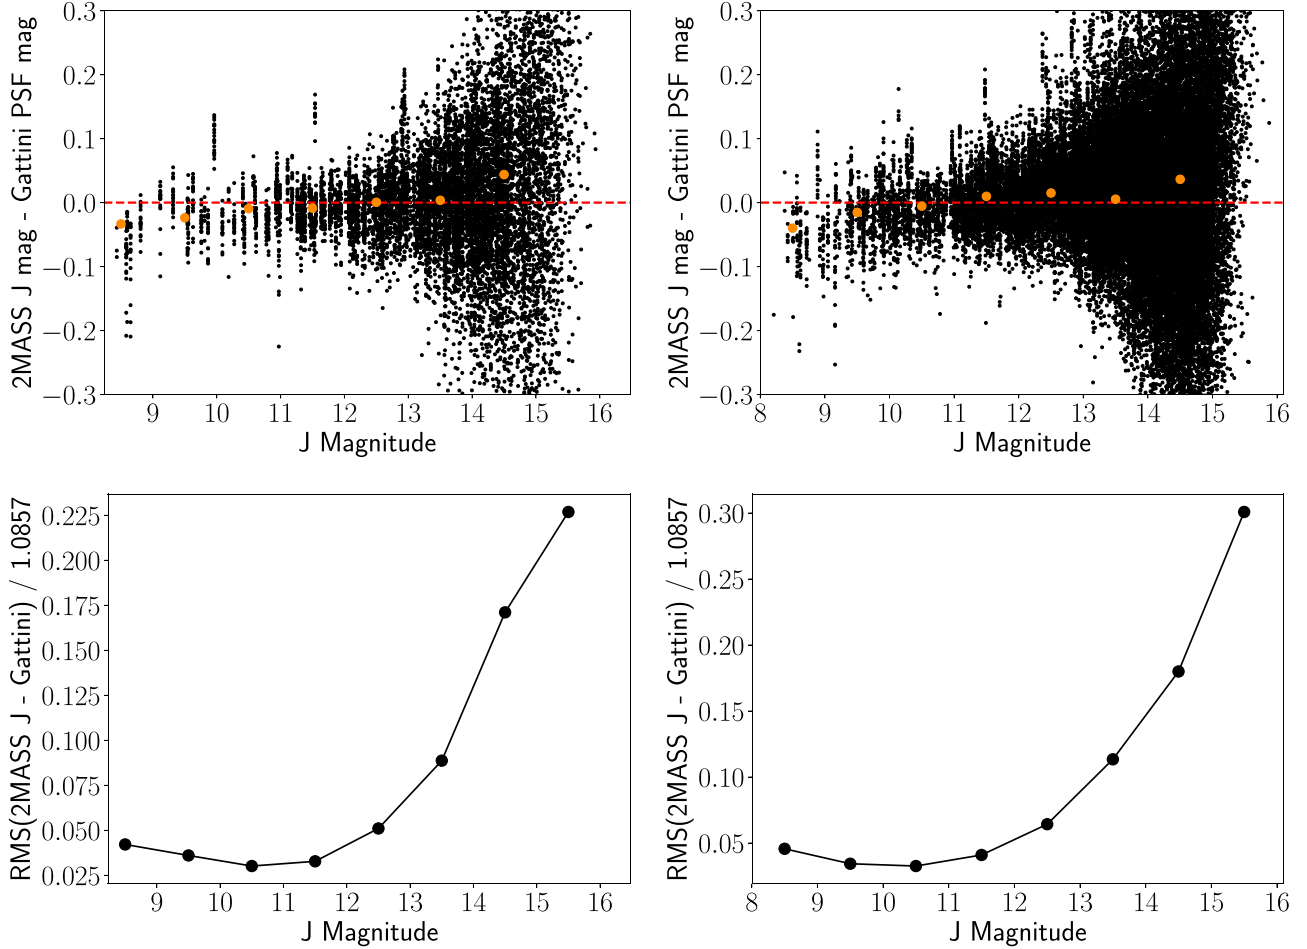 2MASS J mag - Gattini PSF mag
0.3
0.2
0.1
0.0
−0.1
−0.2
−0.3
9 10 11 12 13 14 15 16
J Magnitude
2MASS J mag - Gattini PSF mag
0.3
0.2
0.1
0.0
−0.1
−0.2
−0.3
8 9 10 11 12 13 14 15 16
J Magnitude
RMS(2MASS J - Gattini) / 1.0857
0.225
0.200
0.175
0.150
0.125
0.100
0.075
0.050
0.025
9 10 11 12 13 14 15 16
J Magnitude
RMS(2MASS J - Gattini) / 1.0857
0.30
0.25
0.20
0.15
0.10
0.05
8 9 10 11 12 13 14 15 16
J Magnitude